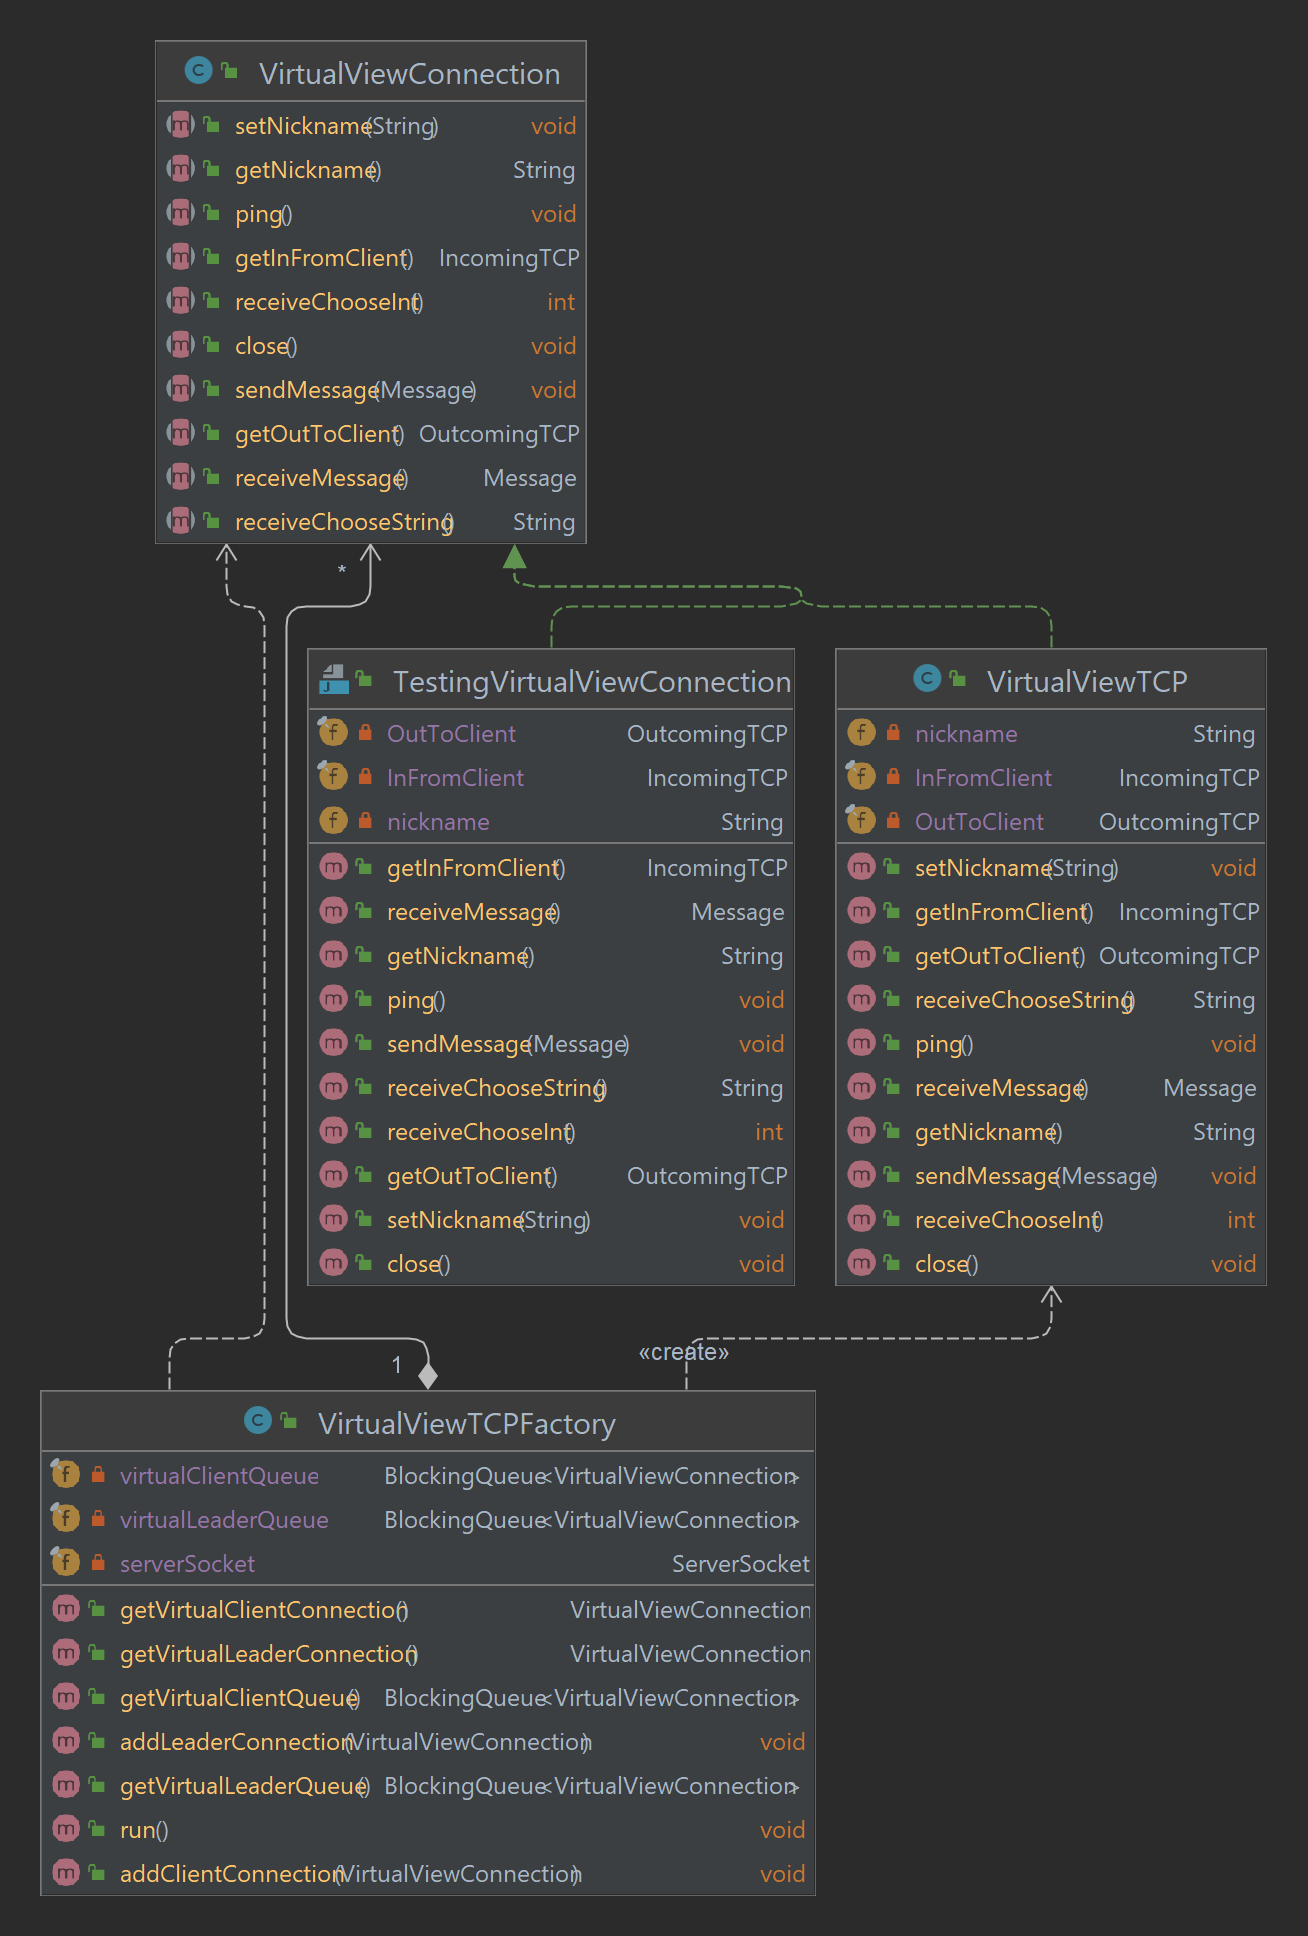 VirtualViewConnection
setNickname(String) void
getNickname() String
ping() void
getInFromClient() IncomingTCP
receiveChooseInt() int
close() void
sendMessage(Message) void
getOutToClient() OutcomingTCP
receiveMessage() Message
receiveChooseString() String
*
TestingVirtualViewConnection
OutToClient OutcomingTCP
InFromClient IncomingTCP
nickname String
getInFromClient() IncomingTCP
receiveMessage() Message
getNickname() String
ping() void
sendMessage(Message) void
receiveChooseString() String
receiveChooseInt() int
getOutToClient() OutcomingTCP
setNickname(String) void
close() void
VirtualViewTCP
nickname String
InFromClient IncomingTCP
OutToClient OutcomingTCP
setNickname(String) void
getInFromClient() IncomingTCP
getOutToClient() OutcomingTCP
receiveChooseString() String
ping() void
receiveMessage() Message
getNickname() String
sendMessage(Message) void
receiveChooseInt() int
close() void
1
«create»
VirtualViewTCPFactory
virtualClientQueue BlockingQueue<VirtualViewConnection>
virtualLeaderQueue BlockingQueue<VirtualViewConnection>
serverSocket ServerSocket
getVirtualClientConnectio() VirtualViewConnection
getVirtualLeaderConnection() VirtualViewConnection
getVirtualClientQueue() BlockingQueue<VirtualViewConnection>
addLeaderConnection(VirtualViewConnection) void
getVirtualLeaderQueue() BlockingQueue<VirtualViewConnection>
run() void
addClientConnection(VirtualViewConnection) void